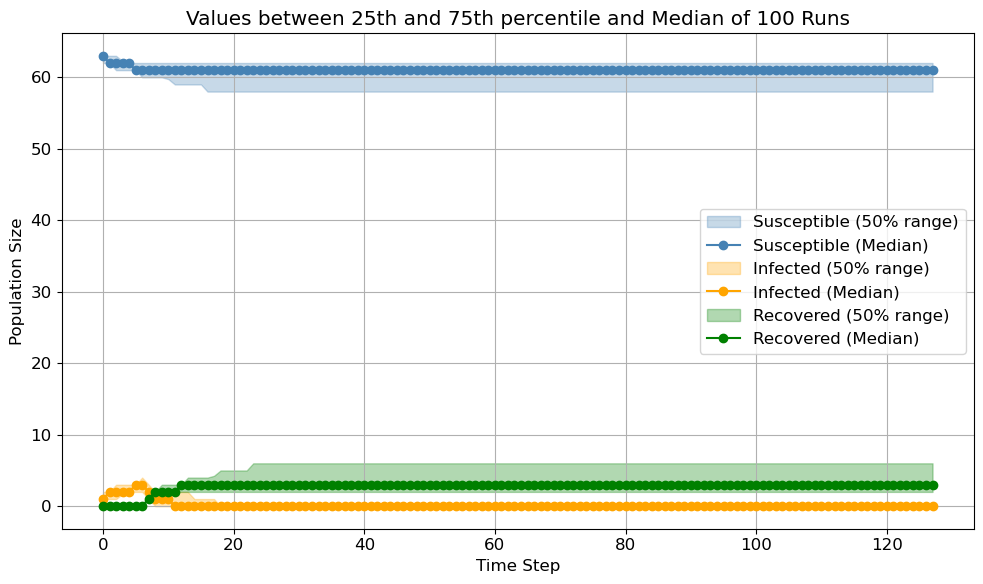 Values between 25th and 75th percentile and Median of 100 Runs
Population Size
60
50
40
30
20
10
0
Susceptible (50% range)
Susceptible (Median)
Infected (50% range)
Infected (Median)
Recovered (50% range)
Recovered (Median)
0 20 40 60 80 100 120
Time Step